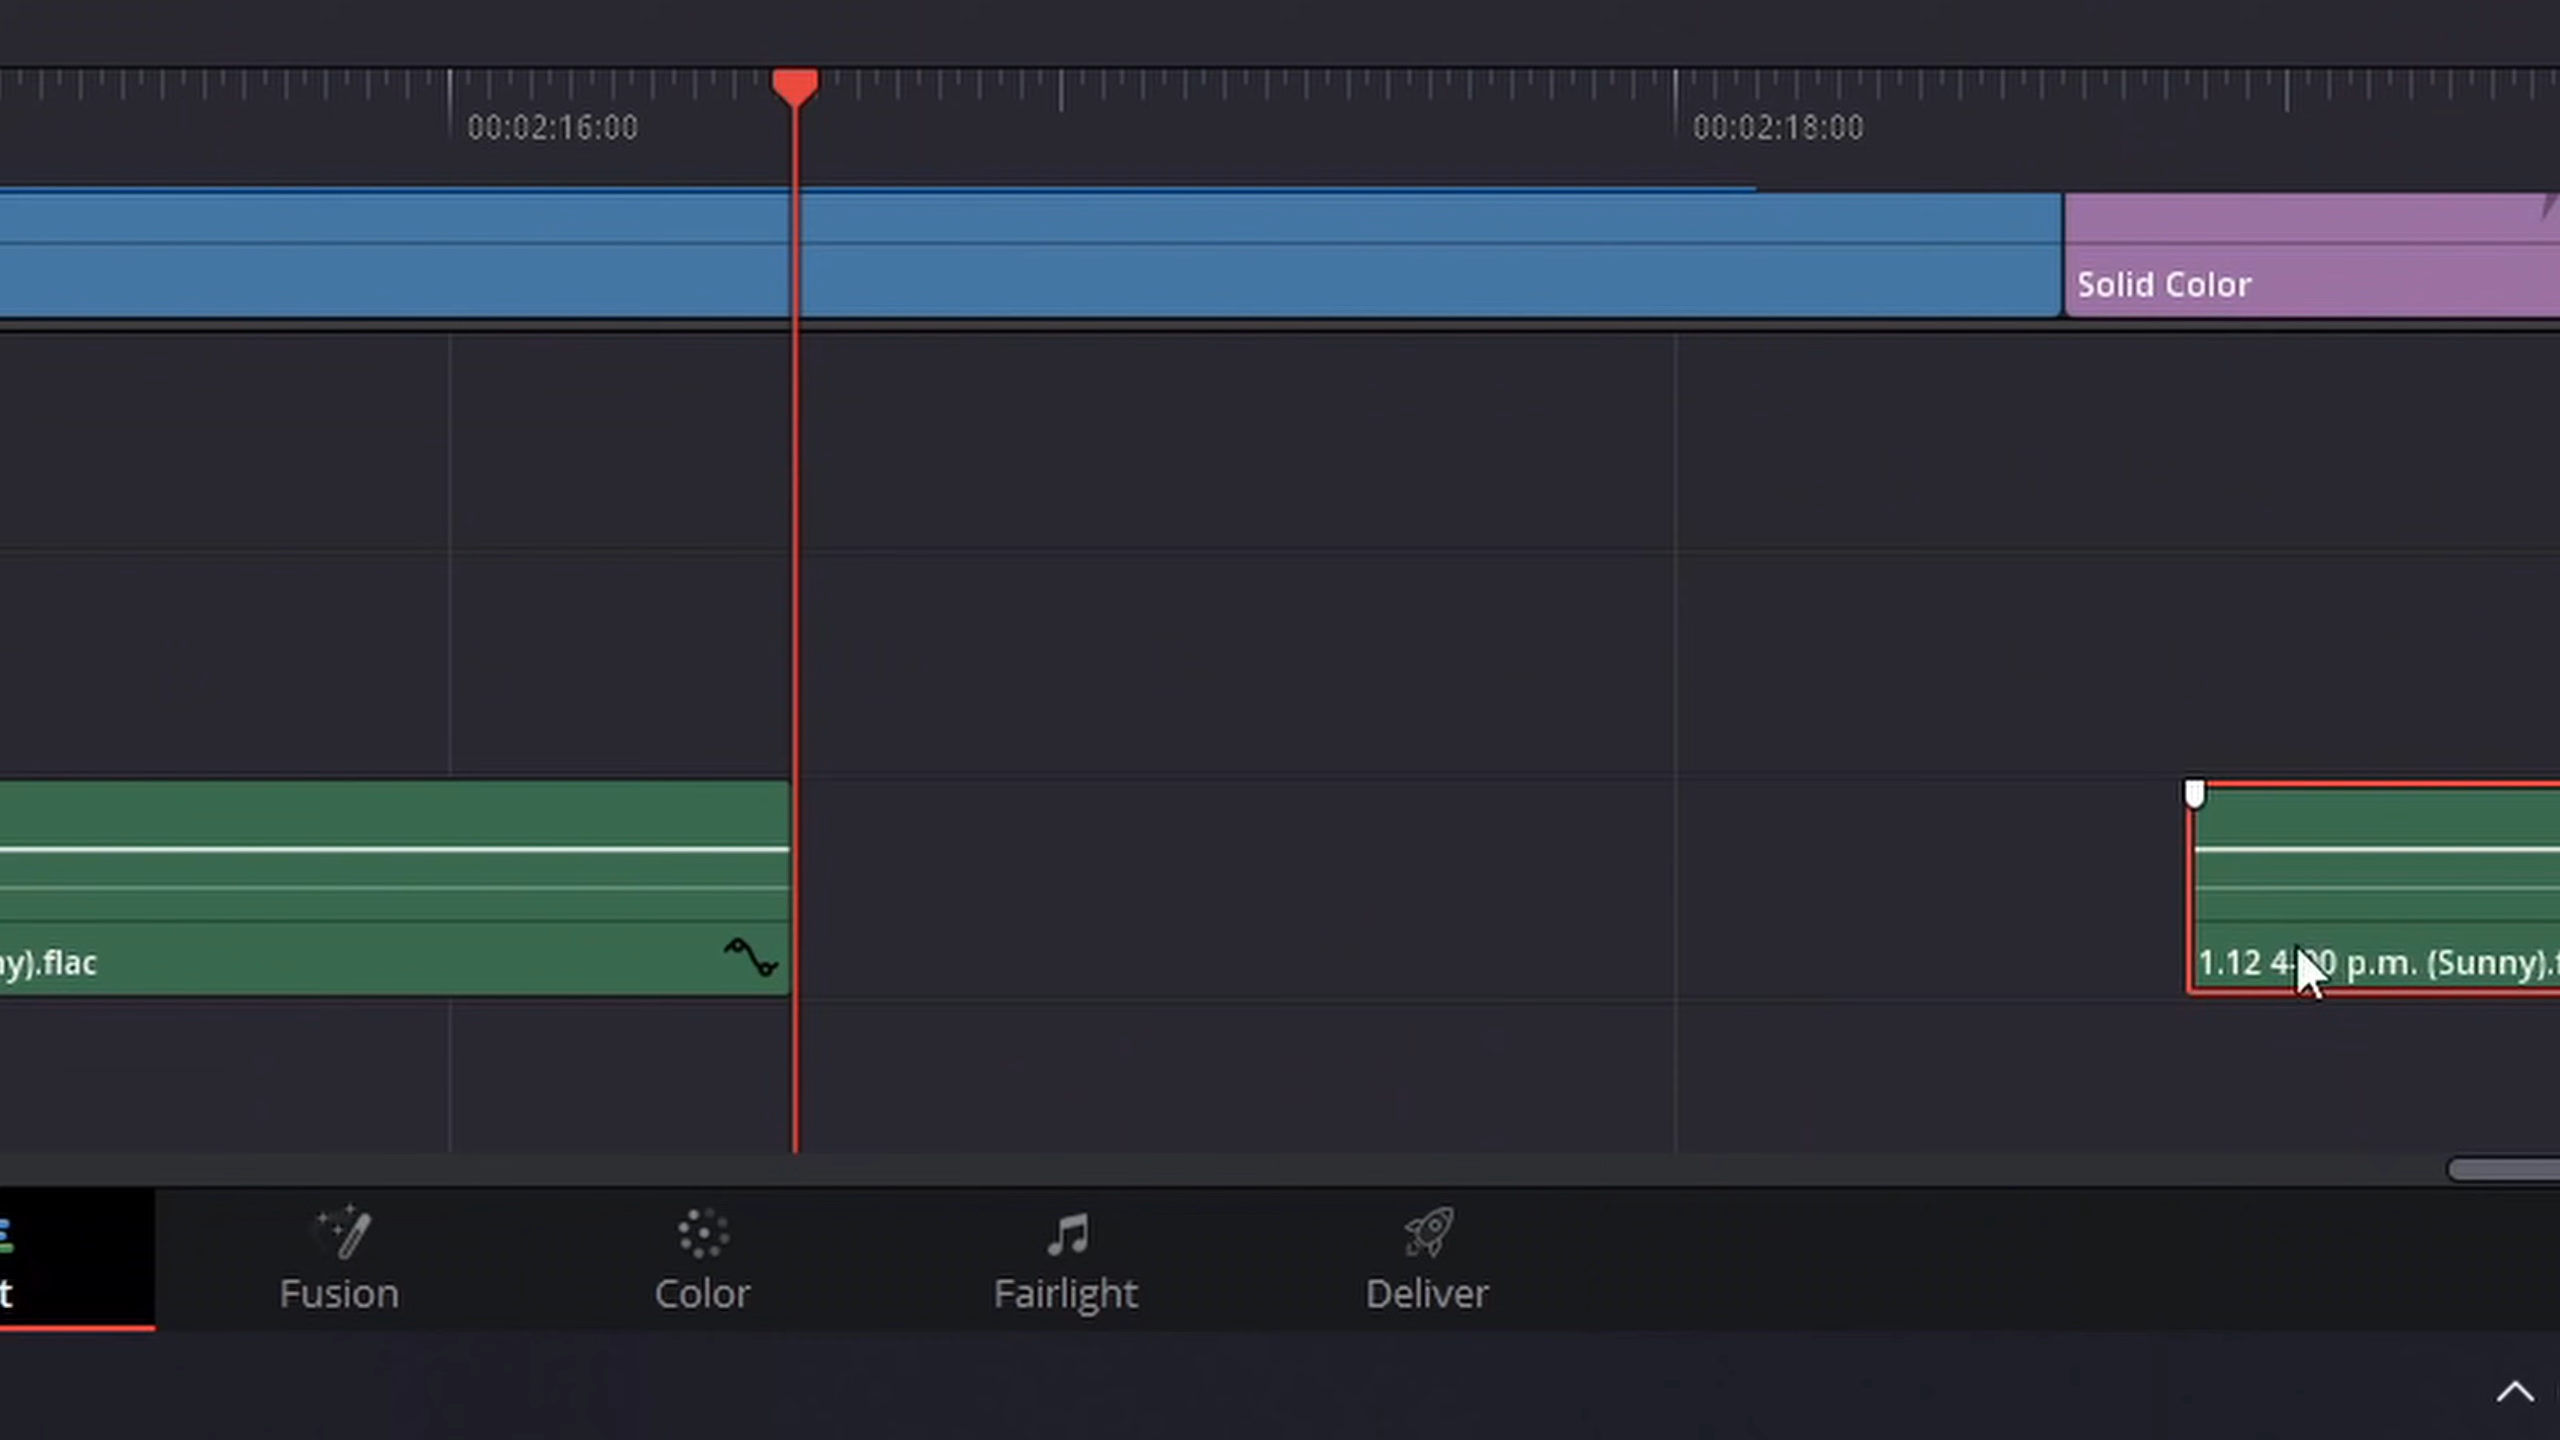 00:02:16:00
00:02:18:00
Solid Color
ny).flac
1.12 4 p.m. (Sunny).f
t
Fusion
Color
Fairlight
Deliver